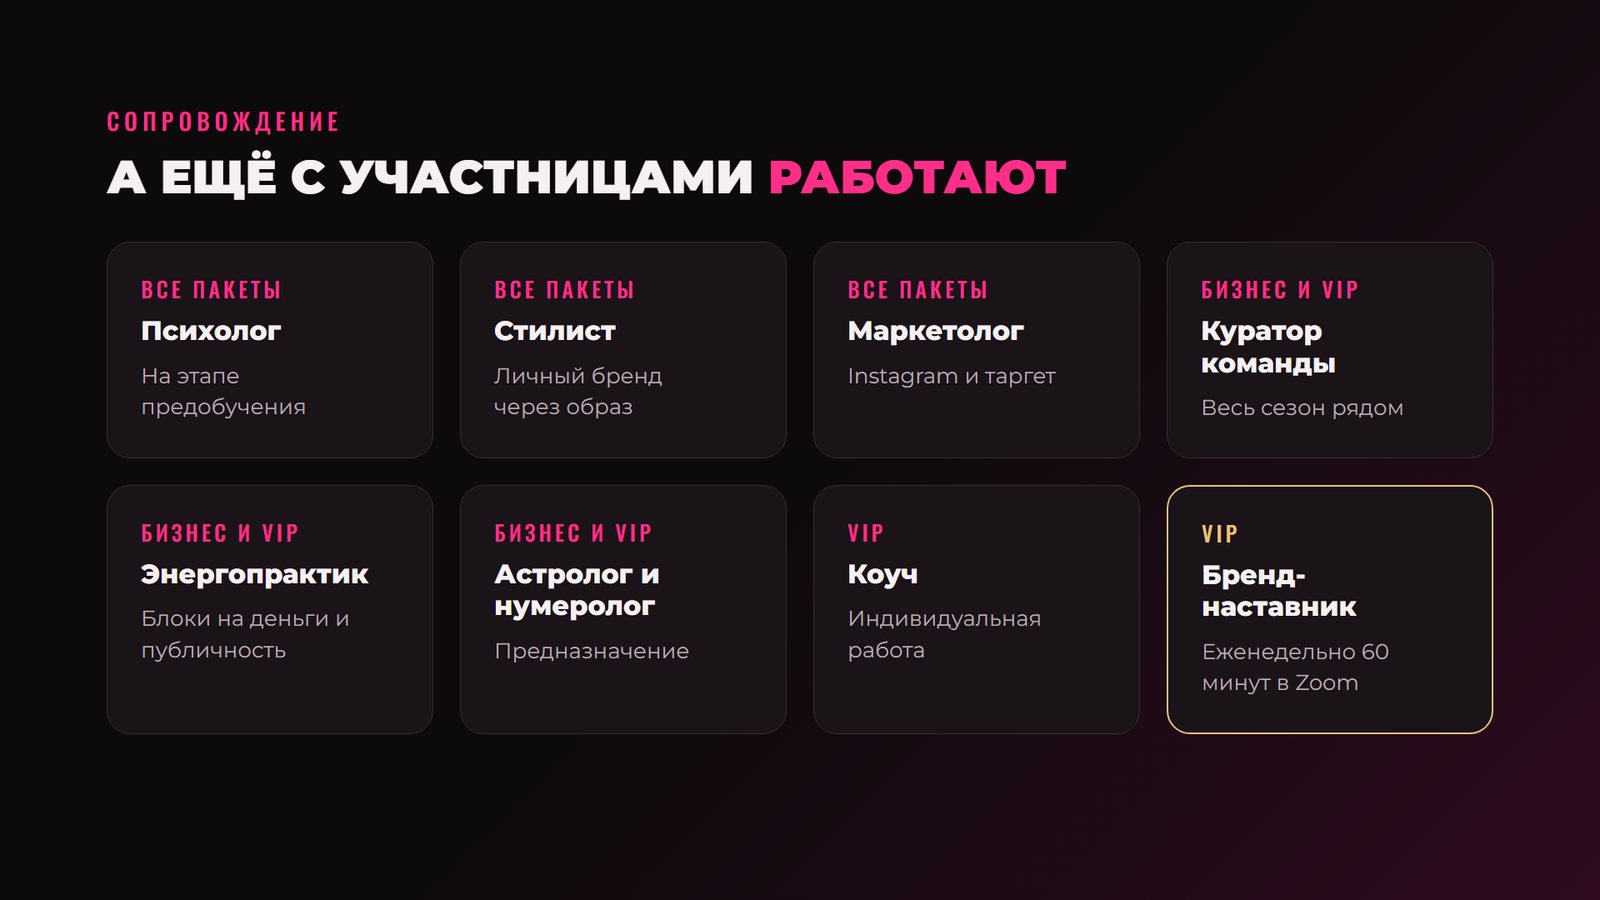 СОПРОВОЖДЕНИЕ
А ЕЩЁ С УЧАСТНИЦАМИ РАБОТАЮТ
ВСЕ ПАКЕТЫ
Психолог
На этапе
предобучения
ВСЕ ПАКЕТЫ
Стилист
Личный бренд
через образ
ВСЕ ПАКЕТЫ
Маркетолог
Instagram и таргет
БИЗНЕС И VIP
Куратор
команды
Весь сезон рядом
БИЗНЕС И VIP
Энергопрактик
Блоки на деньги и
публичность
БИЗНЕС И VIP
Астролог и
нумеролог
Предназначение
VIP
Коуч
Индивидуальная
работа
VIP
Бренд-
наставник
Еженедельно 60
минут в Zoom